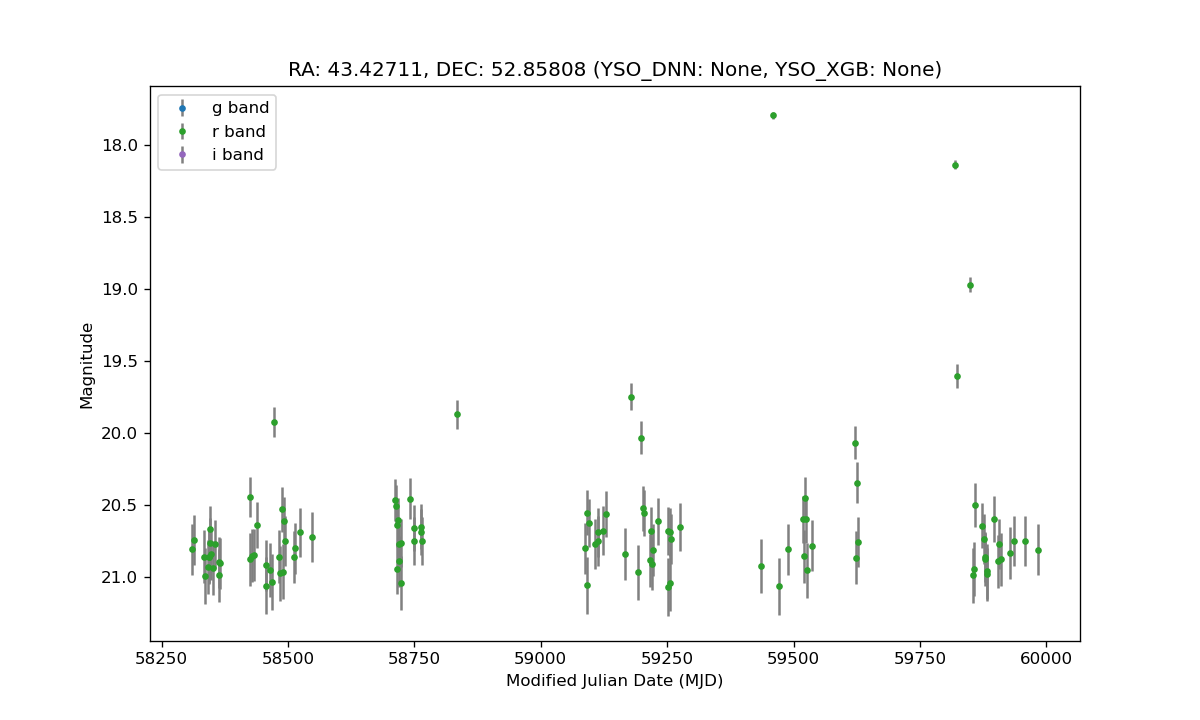 RA: 43.42711, DEC: 52.85808 (YSO_DNN: None, YSO_XGB: None)
g band
r band
i band
18.0
18.5
19.0
19.5
20.0
20.5
21.0
Magnitude
58250 58500 58750 59000 59250 59500 59750 60000
Modified Julian Date (MJD)